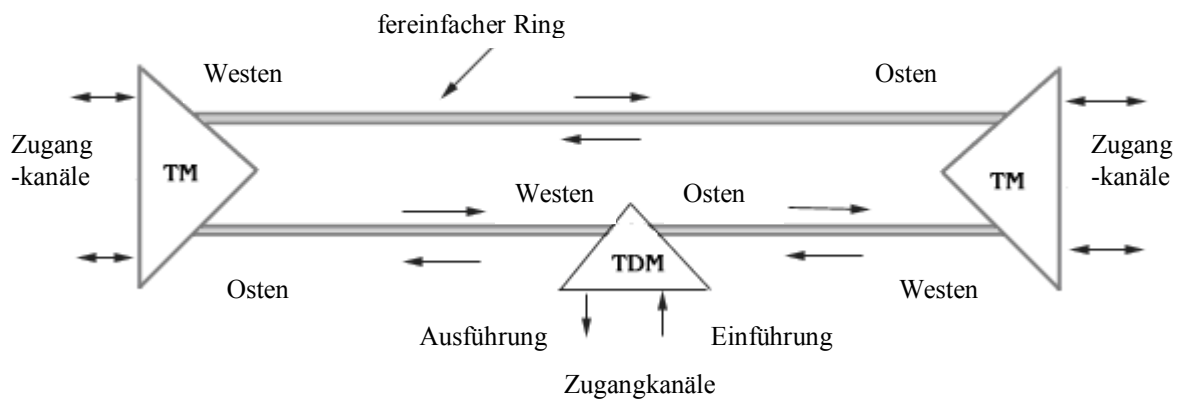 fereinfacher Ring
Westen
Osten
Zugang
-kanäle
TM
TM
Zugang
-kanäle
Westen
Osten
TDM
Osten
Westen
Ausführung
Einführung
Zugangkanäle